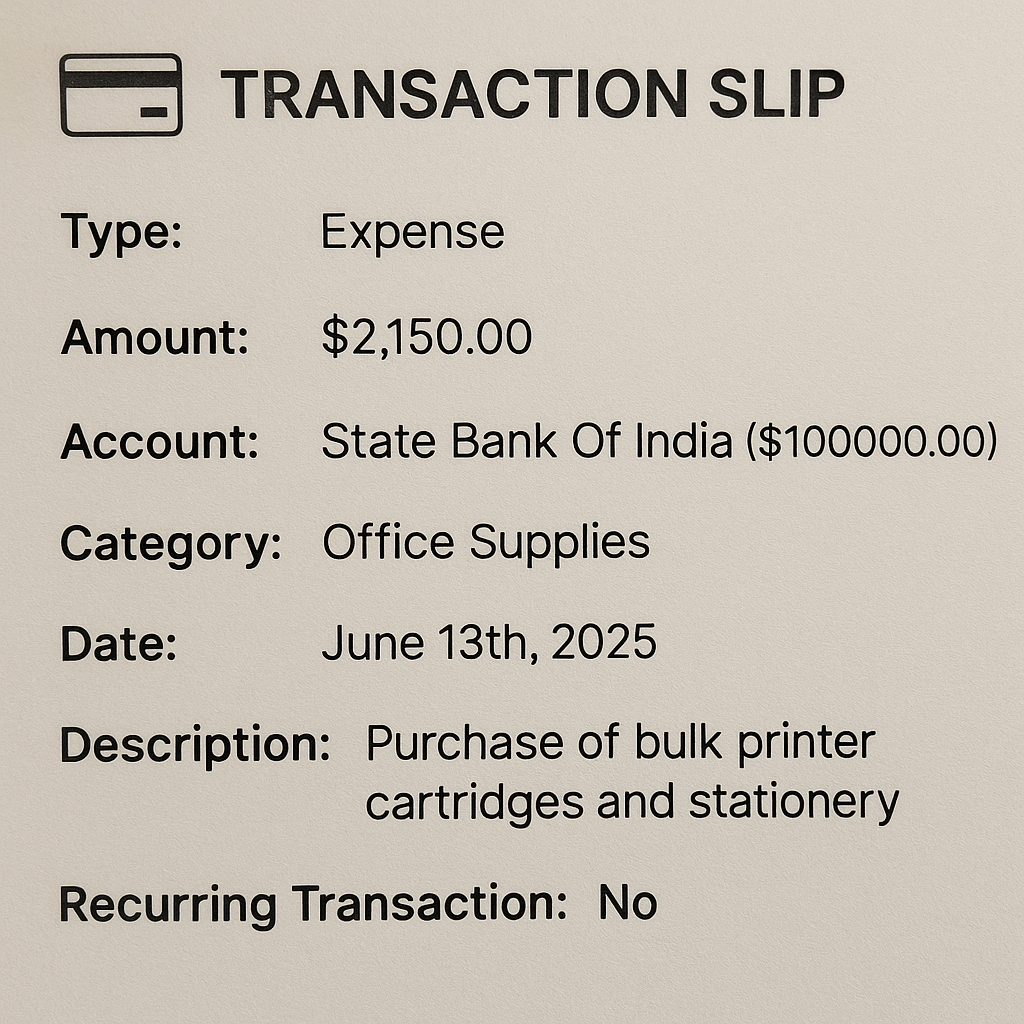 TRANSACTION SLIP
Type: Expense
Amount: $2,150.00
Account: State Bank Of India ($100000.00)
Category: Office Supplies
Date: June 13th, 2025
Description: Purchase of bulk printer
cartridges and stationery
Recurring Transaction: No